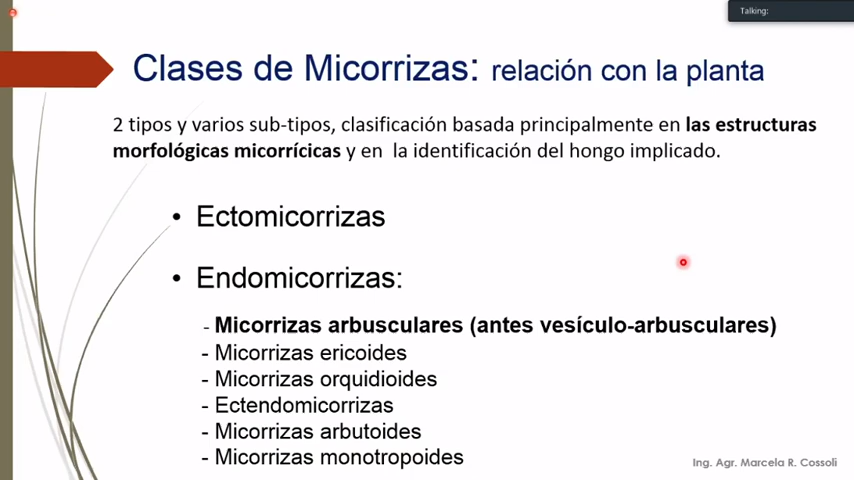 Talking:
Clases de Micorrizas: relación con la planta
2 tipos y varios sub-tipos, clasificación basada principalmente en las estructuras
morfológicas micorrícicas y en la identificación del hongo implicado.
• Ectomicorrizas
• Endomicorrizas:
- Micorrizas arbusculares (antes vesículo-arbusculares)
- Micorrizas ericoides
- Micorrizas orquidioides
- Ectendomicorrizas
- Micorrizas arbutoides
- Micorrizas monotropoides
Ing. Agr. Marcela R. Cossoli